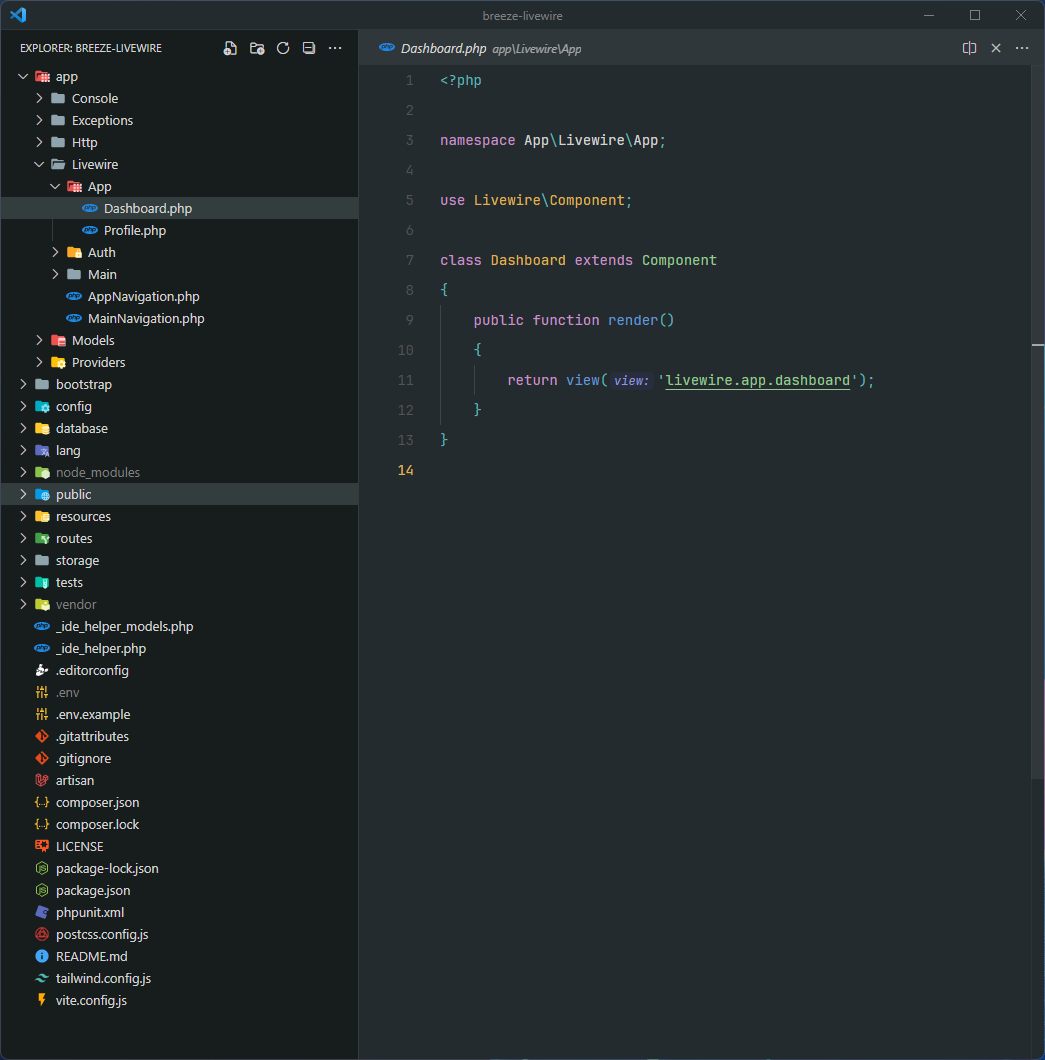 breeze-livewire
EXPLORER: BREEZE-LIVEWIRE
app
Console
Exceptions
Http
Livewire
App
Dashboard.php
Profile.php
Auth
Main
AppNavigation.php
MainNavigation.php
Models
Providers
bootstrap
config
database
lang
node_modules
public
resources
routes
storage
tests
vendor
_ide_helper_models.php
_ide_helper.php
.editorconfig
.env
.env.example
.gitattributes
.gitignore
artisan
composer.json
composer.lock
LICENSE
package-lock.json
package.json
phpunit.xml
postcss.config.js
README.md
tailwind.config.js
vite.config.js
Dashboard.php app\Livewire\App
1 <?php
2
3 namespace App\Livewire\App;
4
5 use Livewire\Component;
6
7 class Dashboard extends Component
8 {
9 public function render()
10 {
11 return view(view: 'livewire.app.dashboard');
12 }
13 }
14